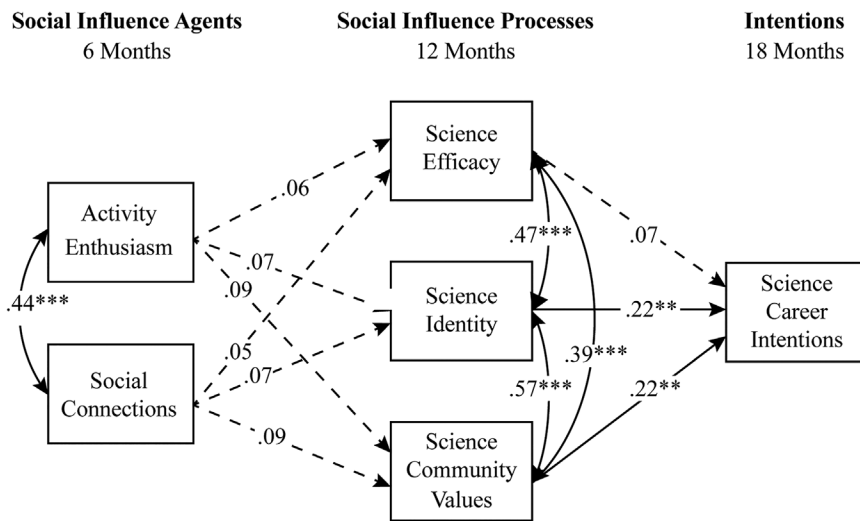 Social Influence Agents
6 Months
Social Influence Processes
12 Months
Intentions
18 Months
Science
Efficacy
.06
Activity
Enthusiasm
.47***
.07
.07
.09
Science
Identity
Science
Career
Intentions
.44***
.22**
.05
.39***
.07
Social
Connections
.57***
.22**
.09
Science
Community
Values